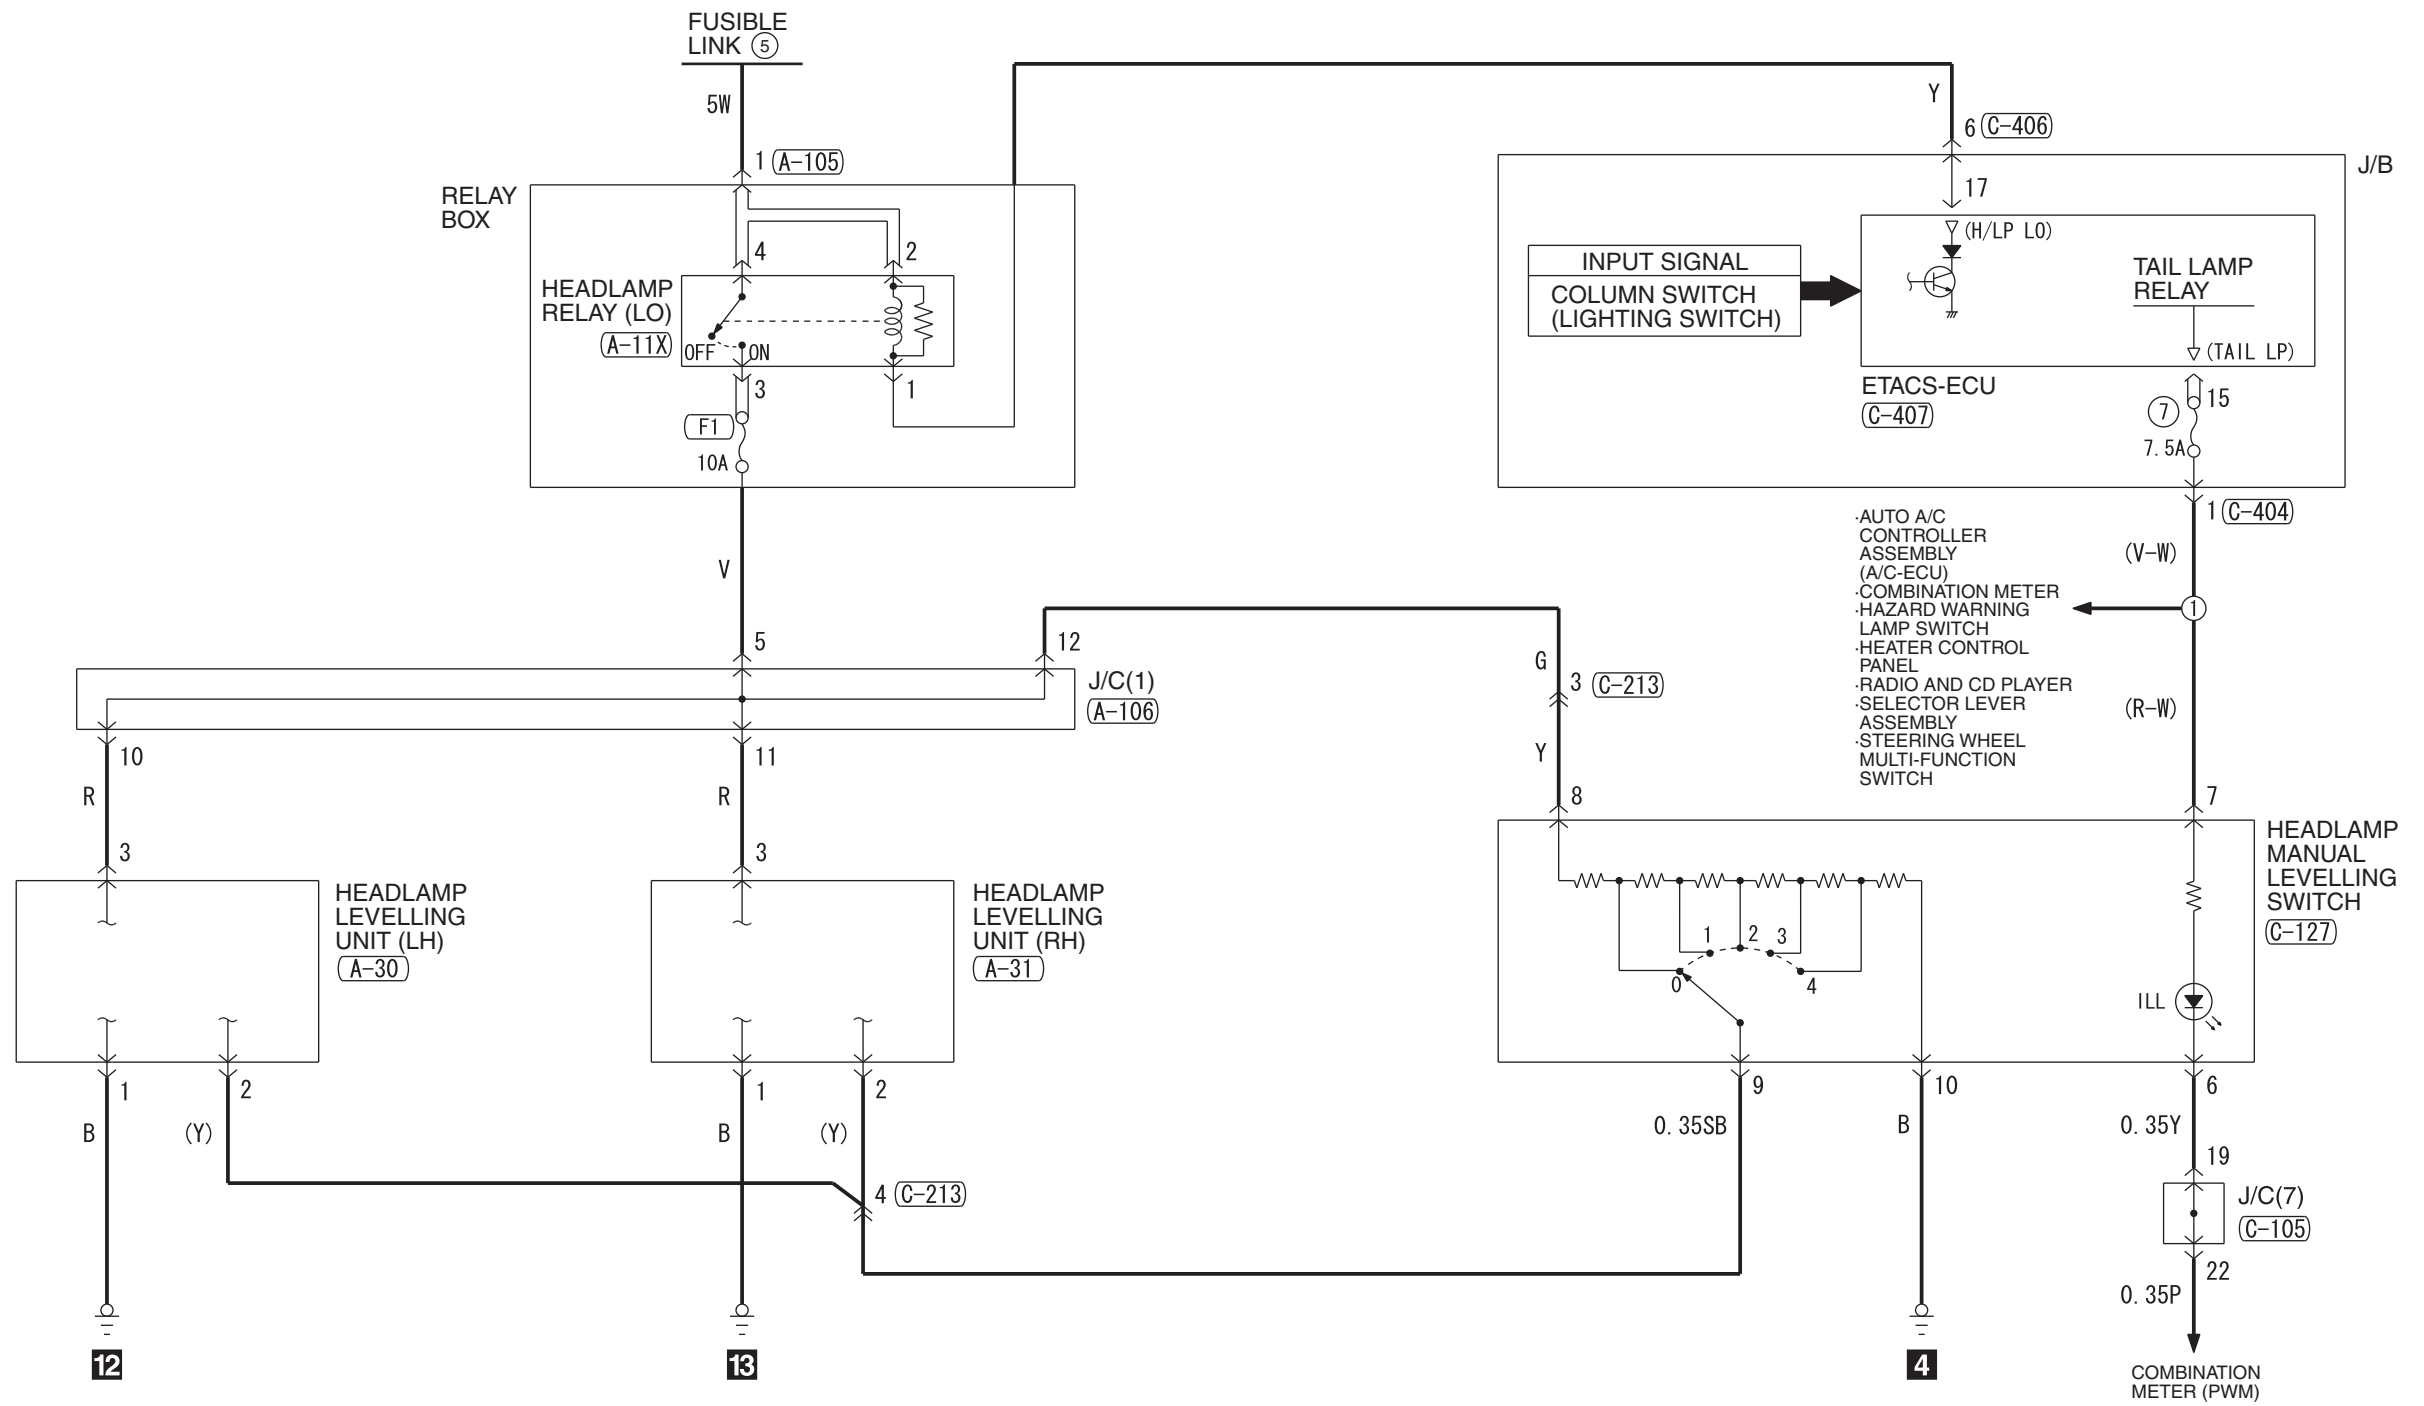 FUSIBLE
LINK 5
5W
1 A-105
RELAY
BOX
4
2
HEADLAMP
RELAY (LO)
A-11X
OFF
ON
3
1
F1
10A
V
5
12
J/C(1)
A-106
10
11
R
R
3
3
HEADLAMP
LEVELLING
UNIT (LH)
A-30
HEADLAMP
LEVELLING
UNIT (RH)
A-31
1
2
1
2
B
(Y)
B
(Y)
4 C-213
12
13
Y
6 C-406
J/B
17
(H/LP LO)
INPUT SIGNAL
COLUMN SWITCH
(LIGHTING SWITCH)
TAIL LAMP
RELAY
(TAIL LP)
ETACS-ECU
C-407
15
7
7.5A
1 C-404
(V-W)
1
(R-W)
·AUTO A/C
CONTROLLER
ASSEMBLY
(A/C-ECU)
·COMBINATION METER
·HAZARD WARNING
LAMP SWITCH
·HEATER CONTROL
PANEL
·RADIO AND CD PLAYER
·SELECTOR LEVER
ASSEMBLY
·STEERING WHEEL
MULTI-FUNCTION
SWITCH
G
3 C-213
Y
8
7
HEADLAMP
MANUAL
LEVELLING
SWITCH
C-127
0
1
2
3
4
ILL
9
10
6
0.35SB
B
0.35Y
19
J/C(7)
C-105
22
0.35P
4
COMBINATION
METER (PWM)